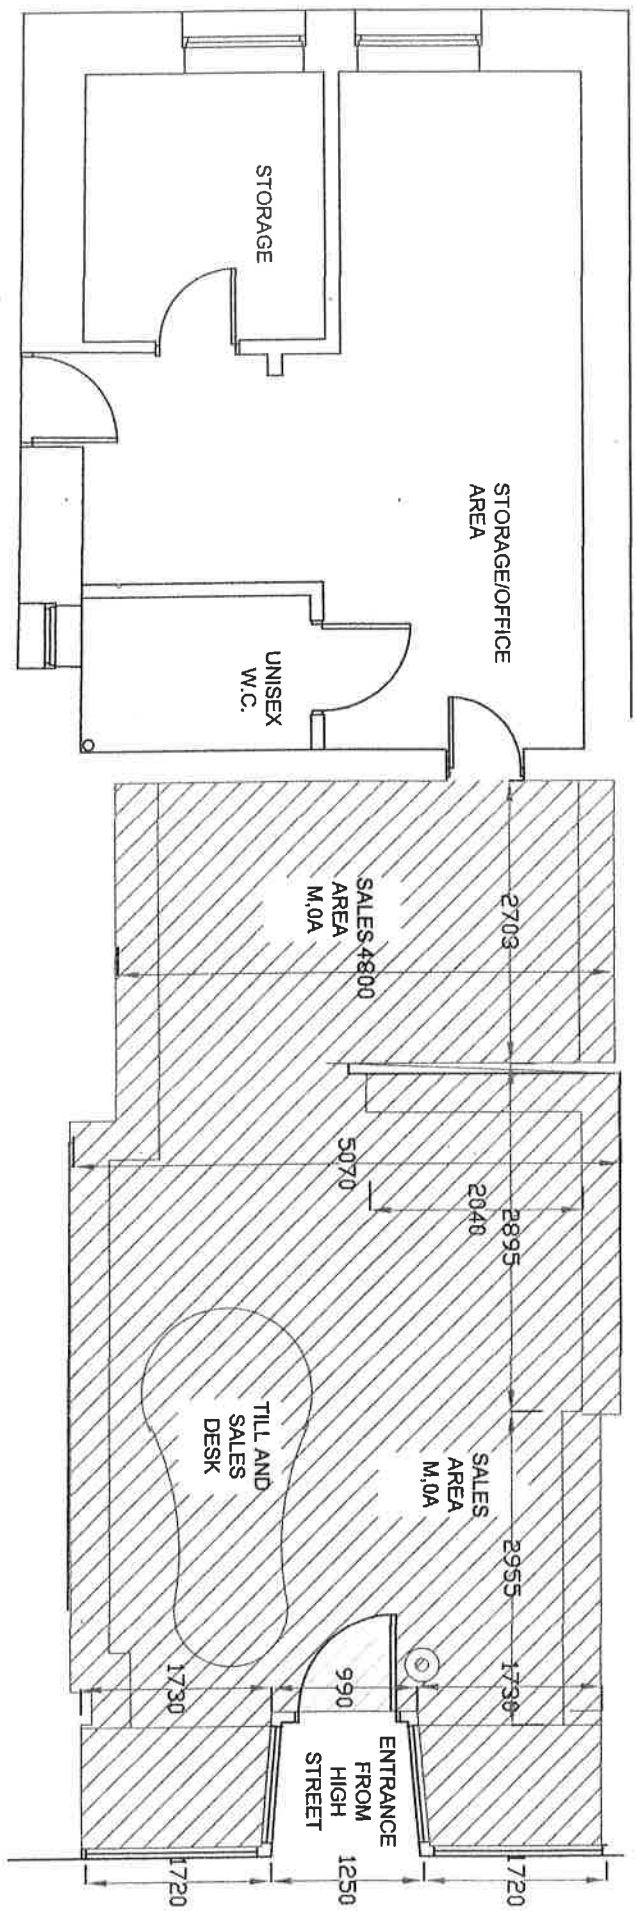 STORAGE
STORAGE/OFFICE
AREA
UNISEX
W.C.
2703
SALES 4800
AREA
M,0A
5070
2040
2895
TILL AND
SALES
DESK
SALES
AREA
M,0A
2955
1730
990
1730
ENTRANCE
FROM
HIGH
STREET
1720
1250
1720